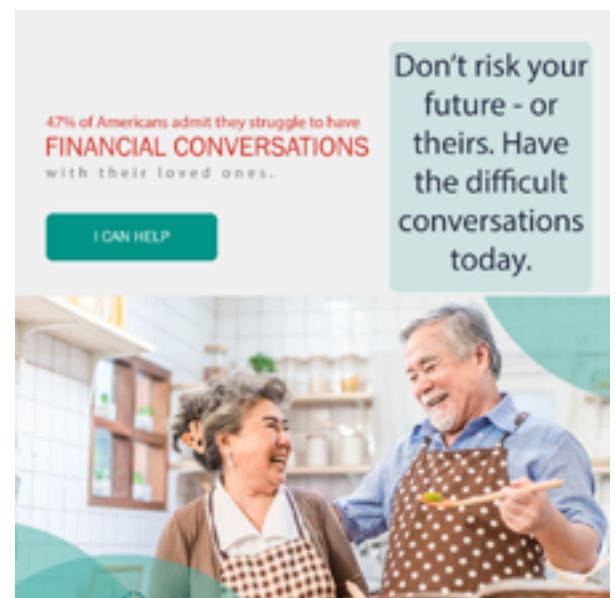 47% of Americans admit they struggle to have
FINANCIAL CONVERSATIONS
with their loved ones.
I CAN HELP
Don't risk your
future - or
theirs. Have
the difficult
conversations
today.